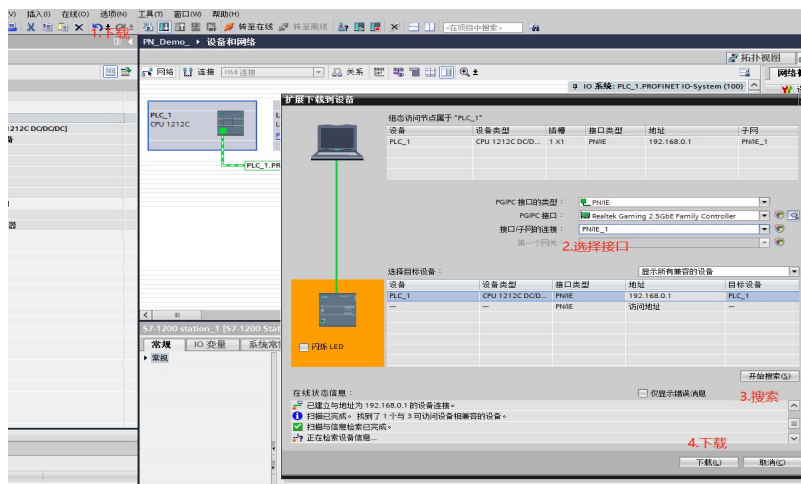 V) 插入(I) 在线(O) 选项(N) 工具(T) 窗口(W) 帮助(H)
转至在线 转至离线 <在项目中搜索>
1.下载
PN_Demo_ › 设备和网络
拓扑视图
网络 连接 HMI 连接 关系
网络
IO 系统: PLC_1.PROFINET IO-System (100)
扩展下载到设备
PLC_1
CPU 1212C
212C DC/DC/DC]
PLC_1.PR
组态访问节点属于 "PLC_1"
设备 设备类型 插槽 接口类型 地址 子网
PLC_1 CPU 1212C DC/D... 1 X1 PN/IE 192.168.0.1 PN/IE_1
PG/PC 接口的类型: PN/IE
PG/PC 接口: Realtek Gaming 2.5GbE Family Controller
接口/子网的连接: PN/IE_1
第一个网关:
2.选择接口
选择目标设备: 显示所有兼容的设备
设备 设备类型 接口类型 地址 目标设备
PLC_1 CPU 1212C DC/D... PN/IE 192.168.0.1 PLC_1
— — PN/IE 访问地址 —
闪烁 LED
S7-1200 station_1 [S7-1200 Stat
常规 IO 变量 系统常
常规
开始搜索(S)
3.搜索
在线状态信息: 仅显示错误消息
已建立与地址为 192.168.0.1 的设备连接。
扫描已完成。找到了 1 个与 3 可访问设备相兼容的设备。
扫描与信息检索已完成。
正在检索设备信息...
4.下载
下载(L) 取消(C)